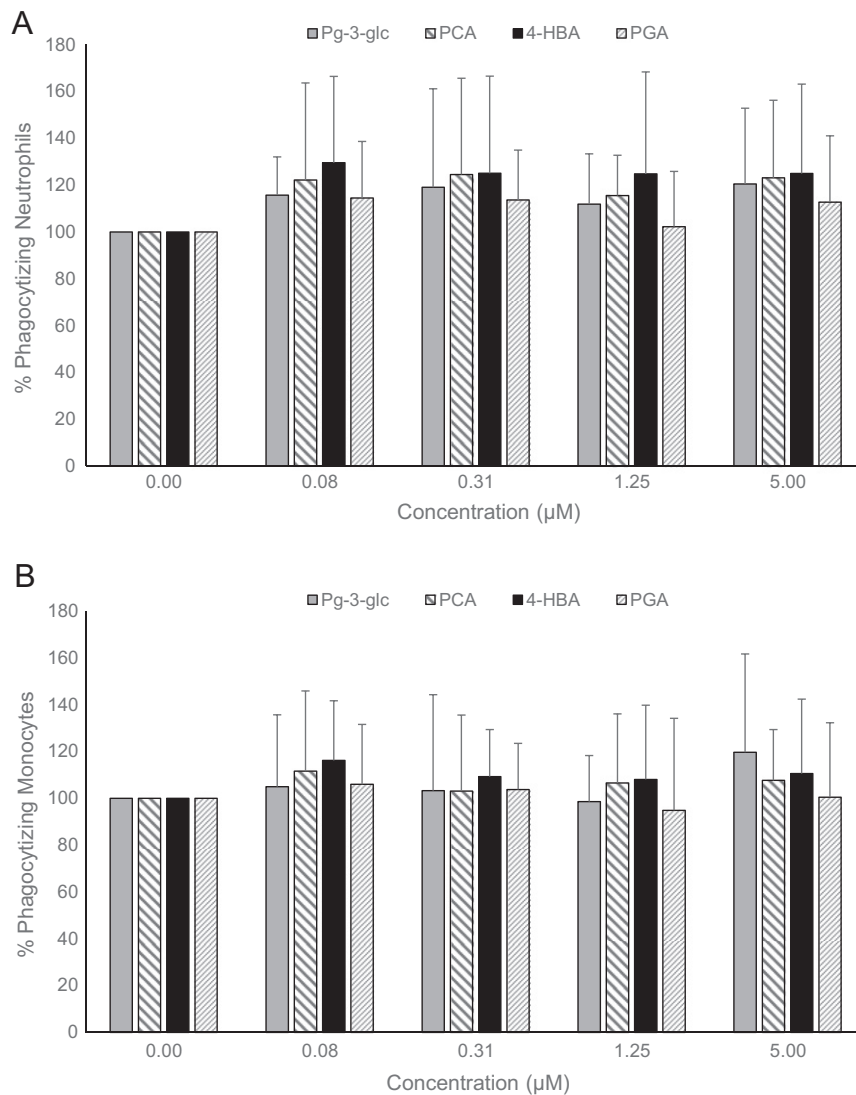 A
Pg-3-glc PCA 4-HBA PGA
180
160
140
120
100
80
60
40
20
0
% Phagocytizing Neutrophils
0.00 0.08 0.31 1.25 5.00
Concentration (µM)
B
Pg-3-glc PCA 4-HBA PGA
180
160
140
120
100
80
60
40
20
0
% Phagocytizing Monocytes
0.00 0.08 0.31 1.25 5.00
Concentration (µM)